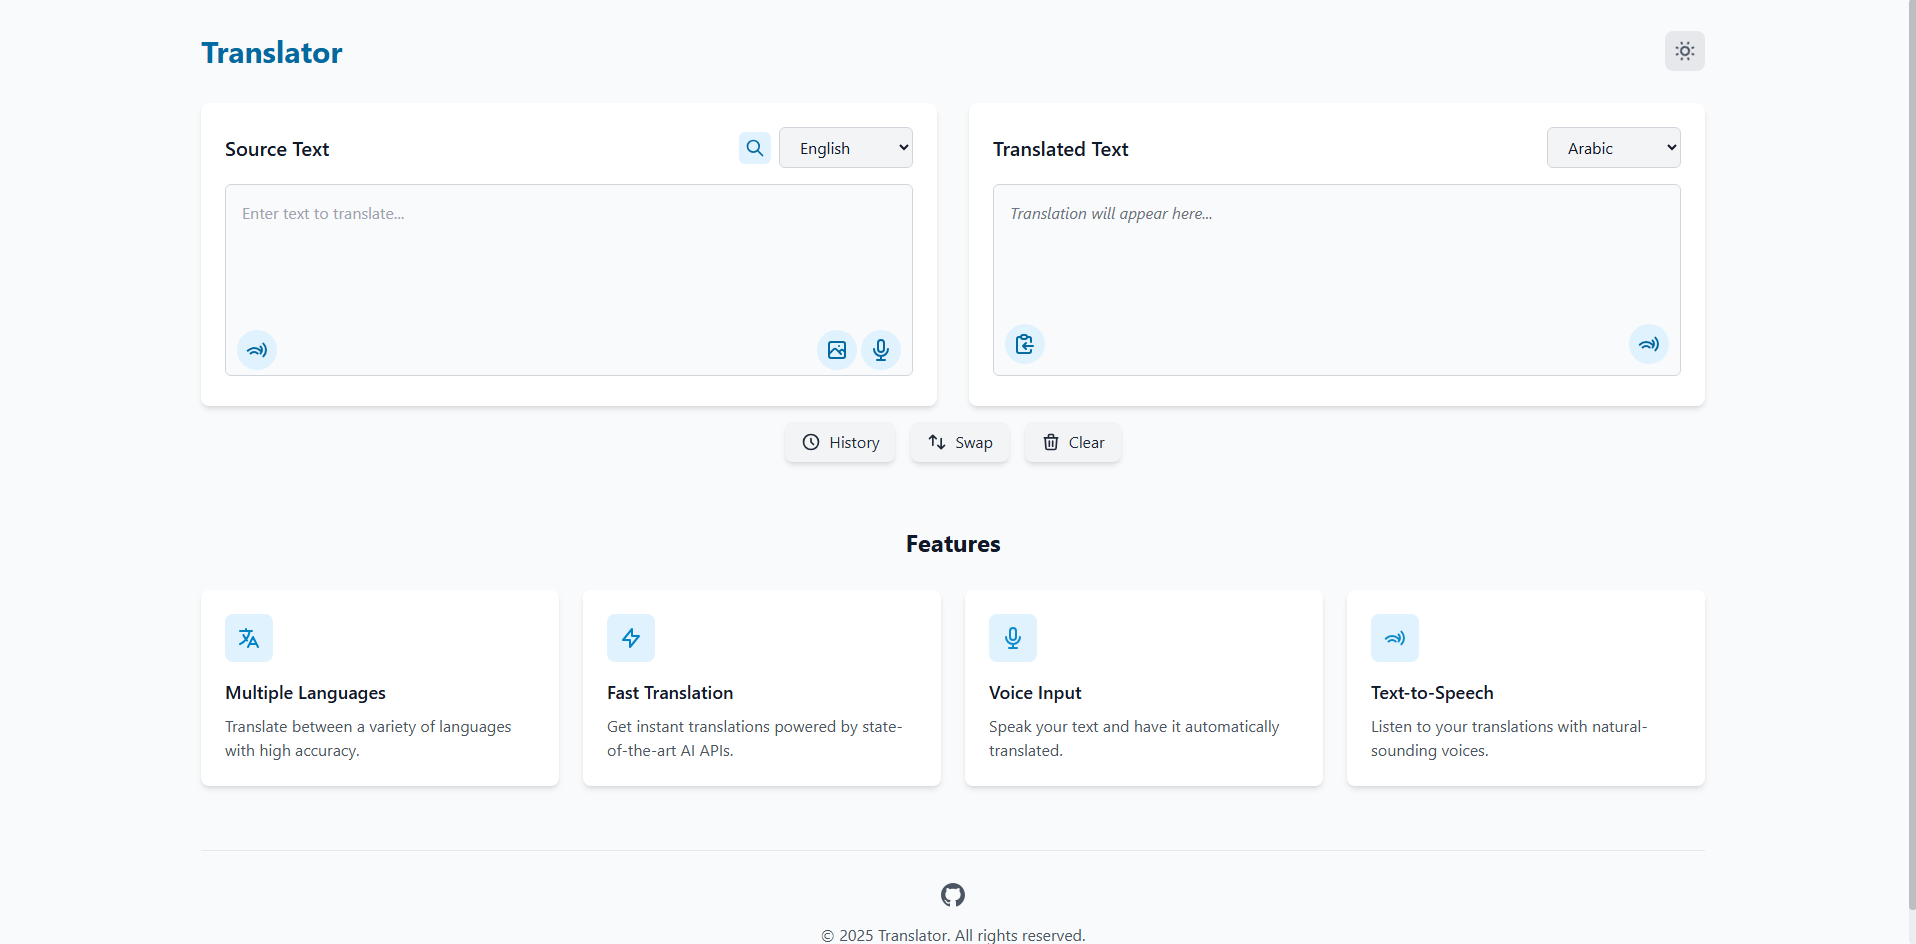 Translator
Source Text
English
Enter text to translate...
Translated Text
Arabic
Translation will appear here...
History
Swap
Clear
Features
Multiple Languages
Translate between a variety of languages
with high accuracy.
Fast Translation
Get instant translations powered by state-
of-the-art AI APIs.
Voice Input
Speak your text and have it automatically
translated.
Text-to-Speech
Listen to your translations with natural-
sounding voices.
© 2025 Translator. All rights reserved.